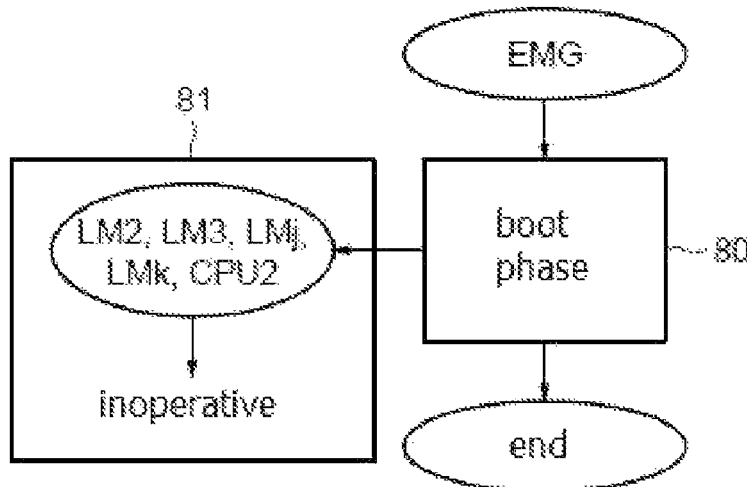 EMG
81
LM2, LM3, LMj,
LMk, CPU2
boot
phase
80
inoperative
end